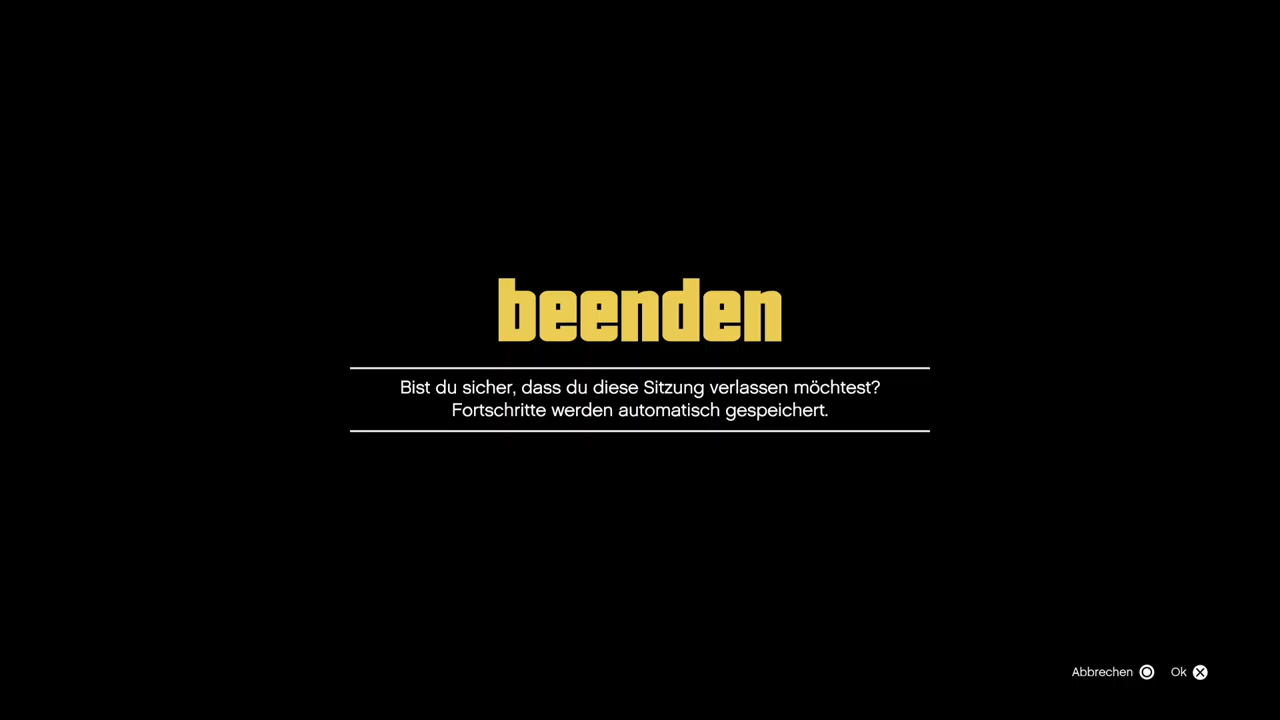 beenden
Bist du sicher, dass du diese Sitzung verlassen möchtest?
Fortschritte werden automatisch gespeichert.
Abbrechen Ok